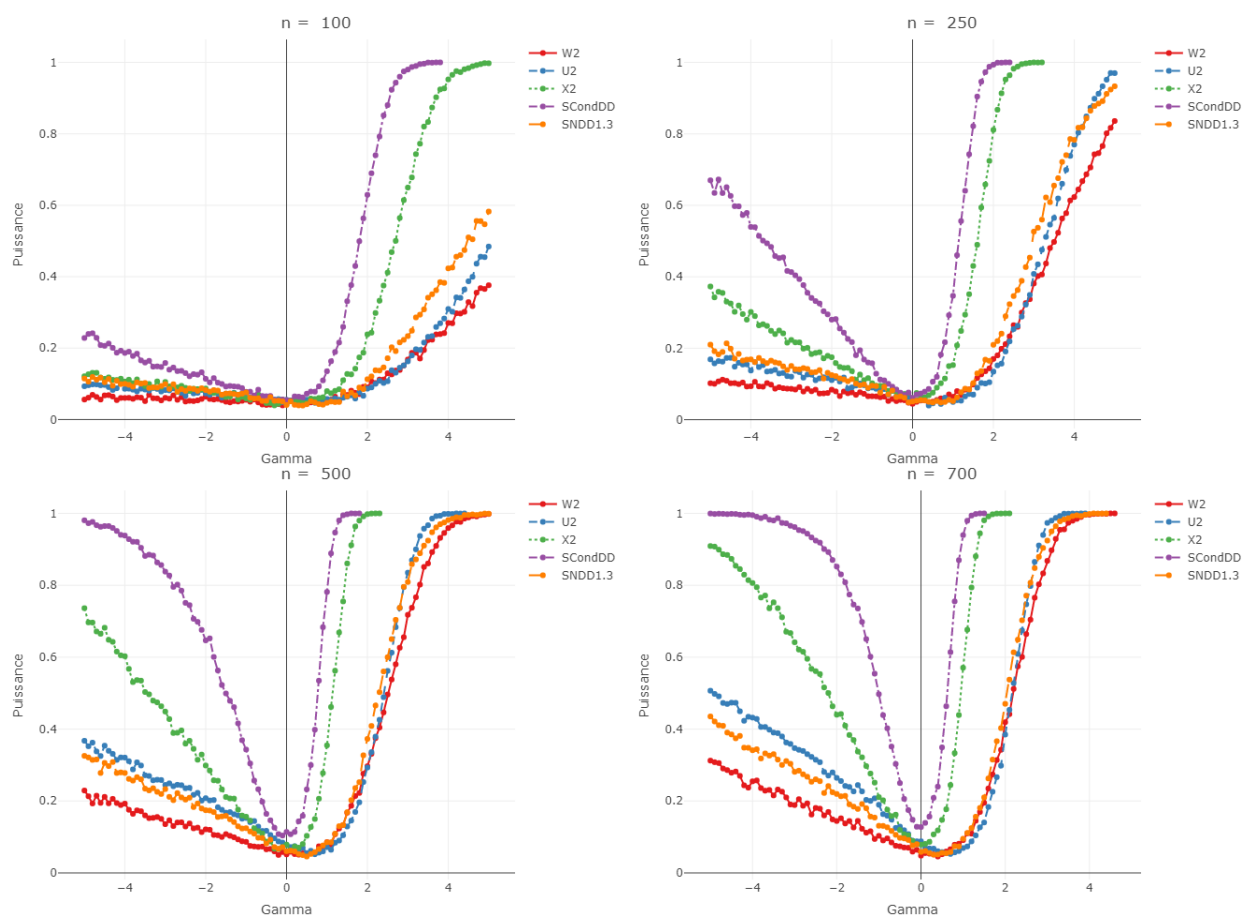 n =  100
W2
U2
X2
SCondDD
SNDD1.3
1
0.8
0.6
0.4
0.2
0
Puissance
−4
−2
0
2
4
Gamma
n =  250
W2
U2
X2
SCondDD
SNDD1.3
1
0.8
0.6
0.4
0.2
0
Puissance
−4
−2
0
2
4
Gamma
n =  500
W2
U2
X2
SCondDD
SNDD1.3
1
0.8
0.6
0.4
0.2
0
Puissance
−4
−2
0
2
4
Gamma
n =  700
W2
U2
X2
SCondDD
SNDD1.3
1
0.8
0.6
0.4
0.2
0
Puissance
−4
−2
0
2
4
Gamma